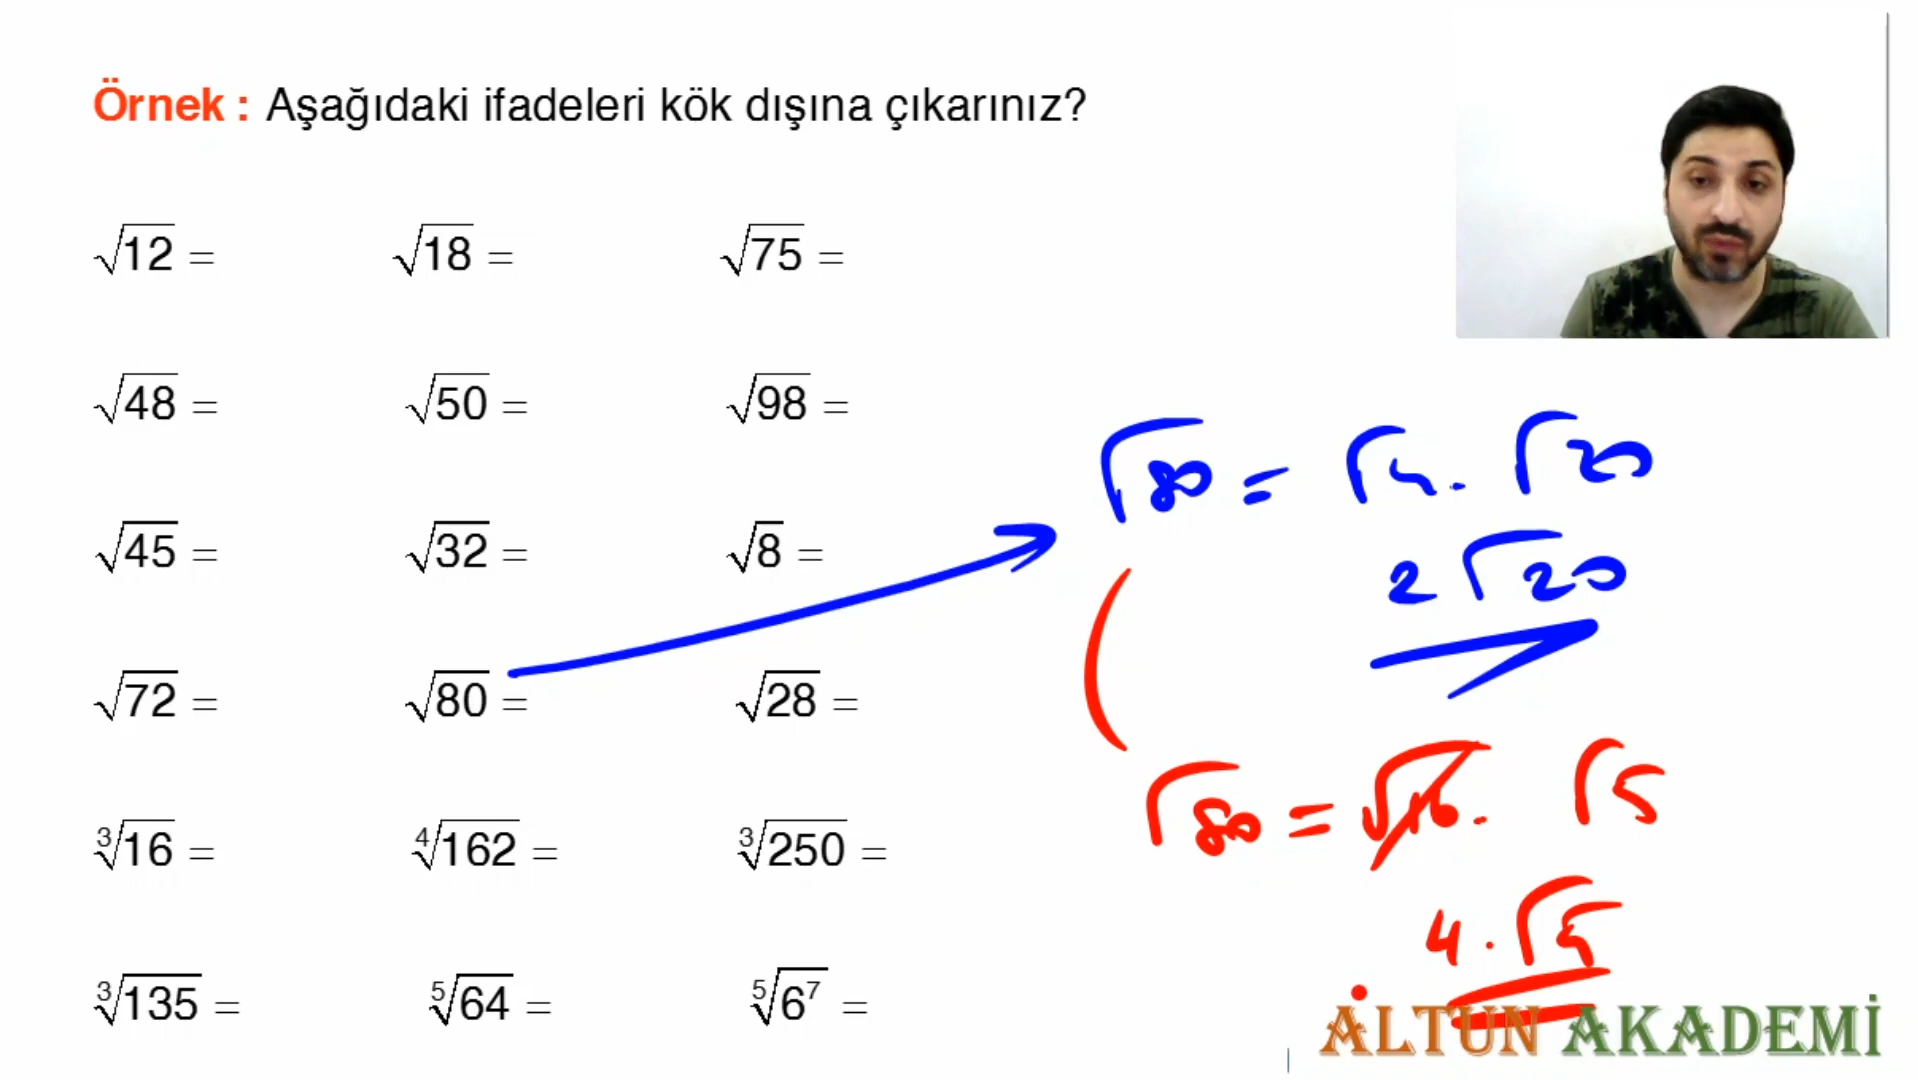 Örnek : Aşağıdaki ifadeleri kök dışına çıkarınız?
√12 = √18 = √75 =
√48 = √50 = √98 =
√45 = √32 = √8 =
√72 = √80 = √28 =
∛16 = ∜162 = ∛250 =
∛135 = ⁵√64 = ⁵√6⁷ =
√80 = √4 . √20
2√20
√80 = √16 . √5
4 . √5
ALTUN AKADEMİ